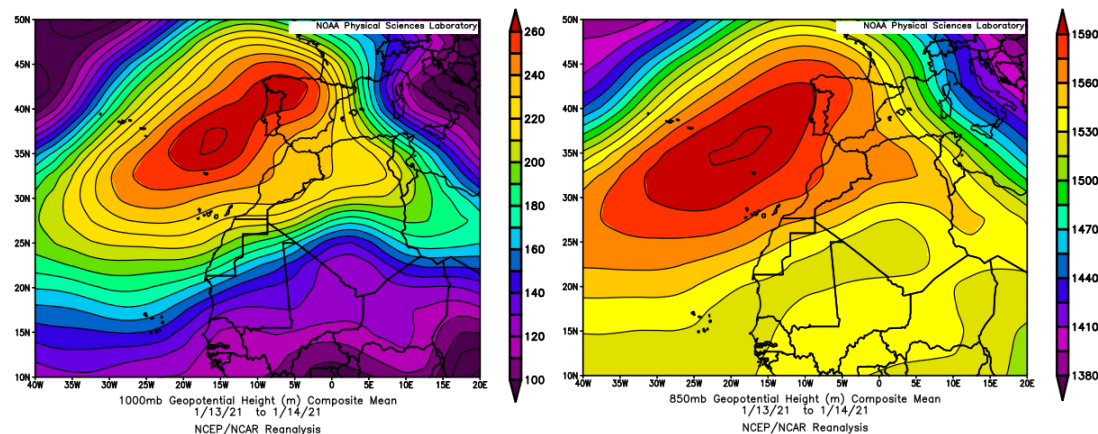 NOAA Physical Sciences Laboratory
50N
45N
40N
35N
30N
25N
20N
15N
10N
40W 35W 30W 25W 20W 15W 10W 5W 0 5E 10E 15E 20E
260
240
220
200
180
160
140
120
100
1000mb Geopotential Height (m) Composite Mean
1/13/21 to 1/14/21
NCEP/NCAR Reanalysis
NOAA Physical Sciences Laboratory
50N
45N
40N
35N
30N
25N
20N
15N
10N
40W 35W 30W 25W 20W 15W 10W 5W 0 5E 10E 15E 20E
1590
1560
1530
1500
1470
1440
1410
1380
850mb Geopotential Height (m) Composite Mean
1/13/21 to 1/14/21
NCEP/NCAR Reanalysis